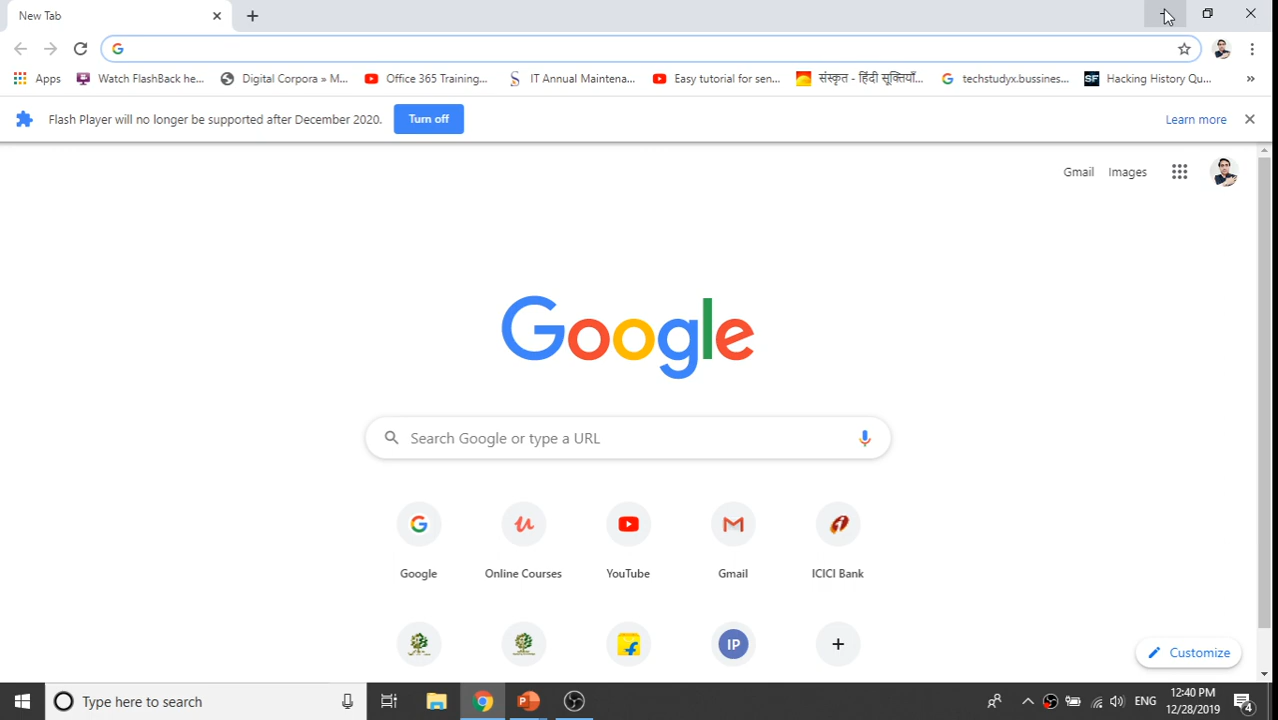 New Tab
Apps
Watch FlashBack he...
Digital Corpora » M...
Office 365 Training...
IT Annual Maintena...
Easy tutorial for sen...
संस्कृत - हिंदी सूक्तियाँ...
techstudyx.bussines...
SF
Hacking History Qu...
»
Flash Player will no longer be supported after December 2020.
Turn off
Learn more
Gmail
Images
Google
Search Google or type a URL
Google
Online Courses
YouTube
Gmail
ICICI Bank
IP
Customize
Type here to search
ENG
12:40 PM
12/28/2019
4